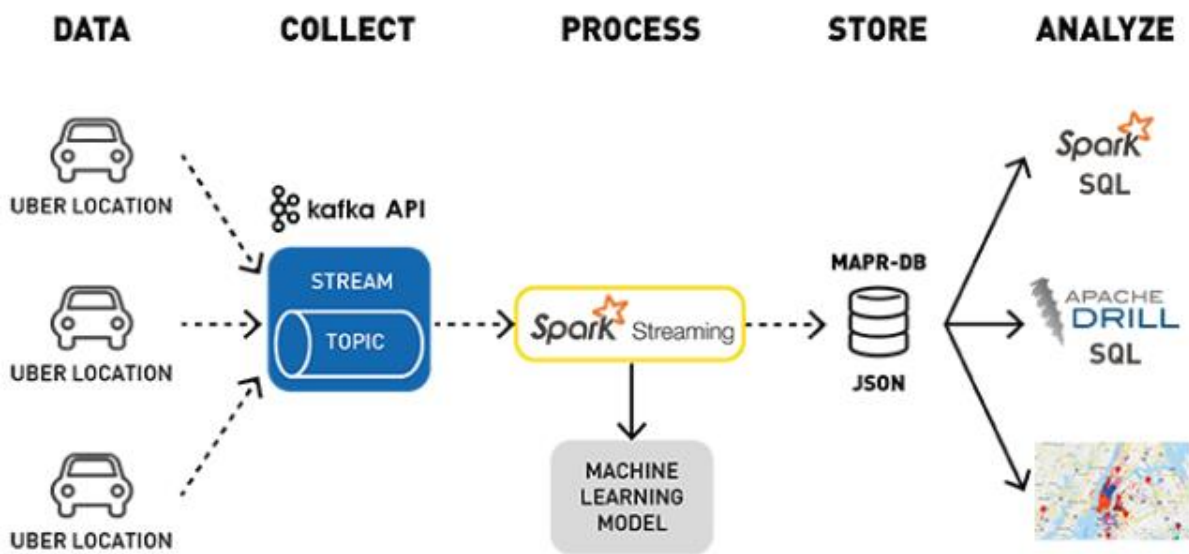 DATA
COLLECT
PROCESS
STORE
ANALYZE
UBER LOCATION
UBER LOCATION
UBER LOCATION
kafka API
STREAM
TOPIC
Spark Streaming
MACHINE
LEARNING
MODEL
MAPR-DB
JSON
Spark
SQL
APACHE
DRILL
SQL